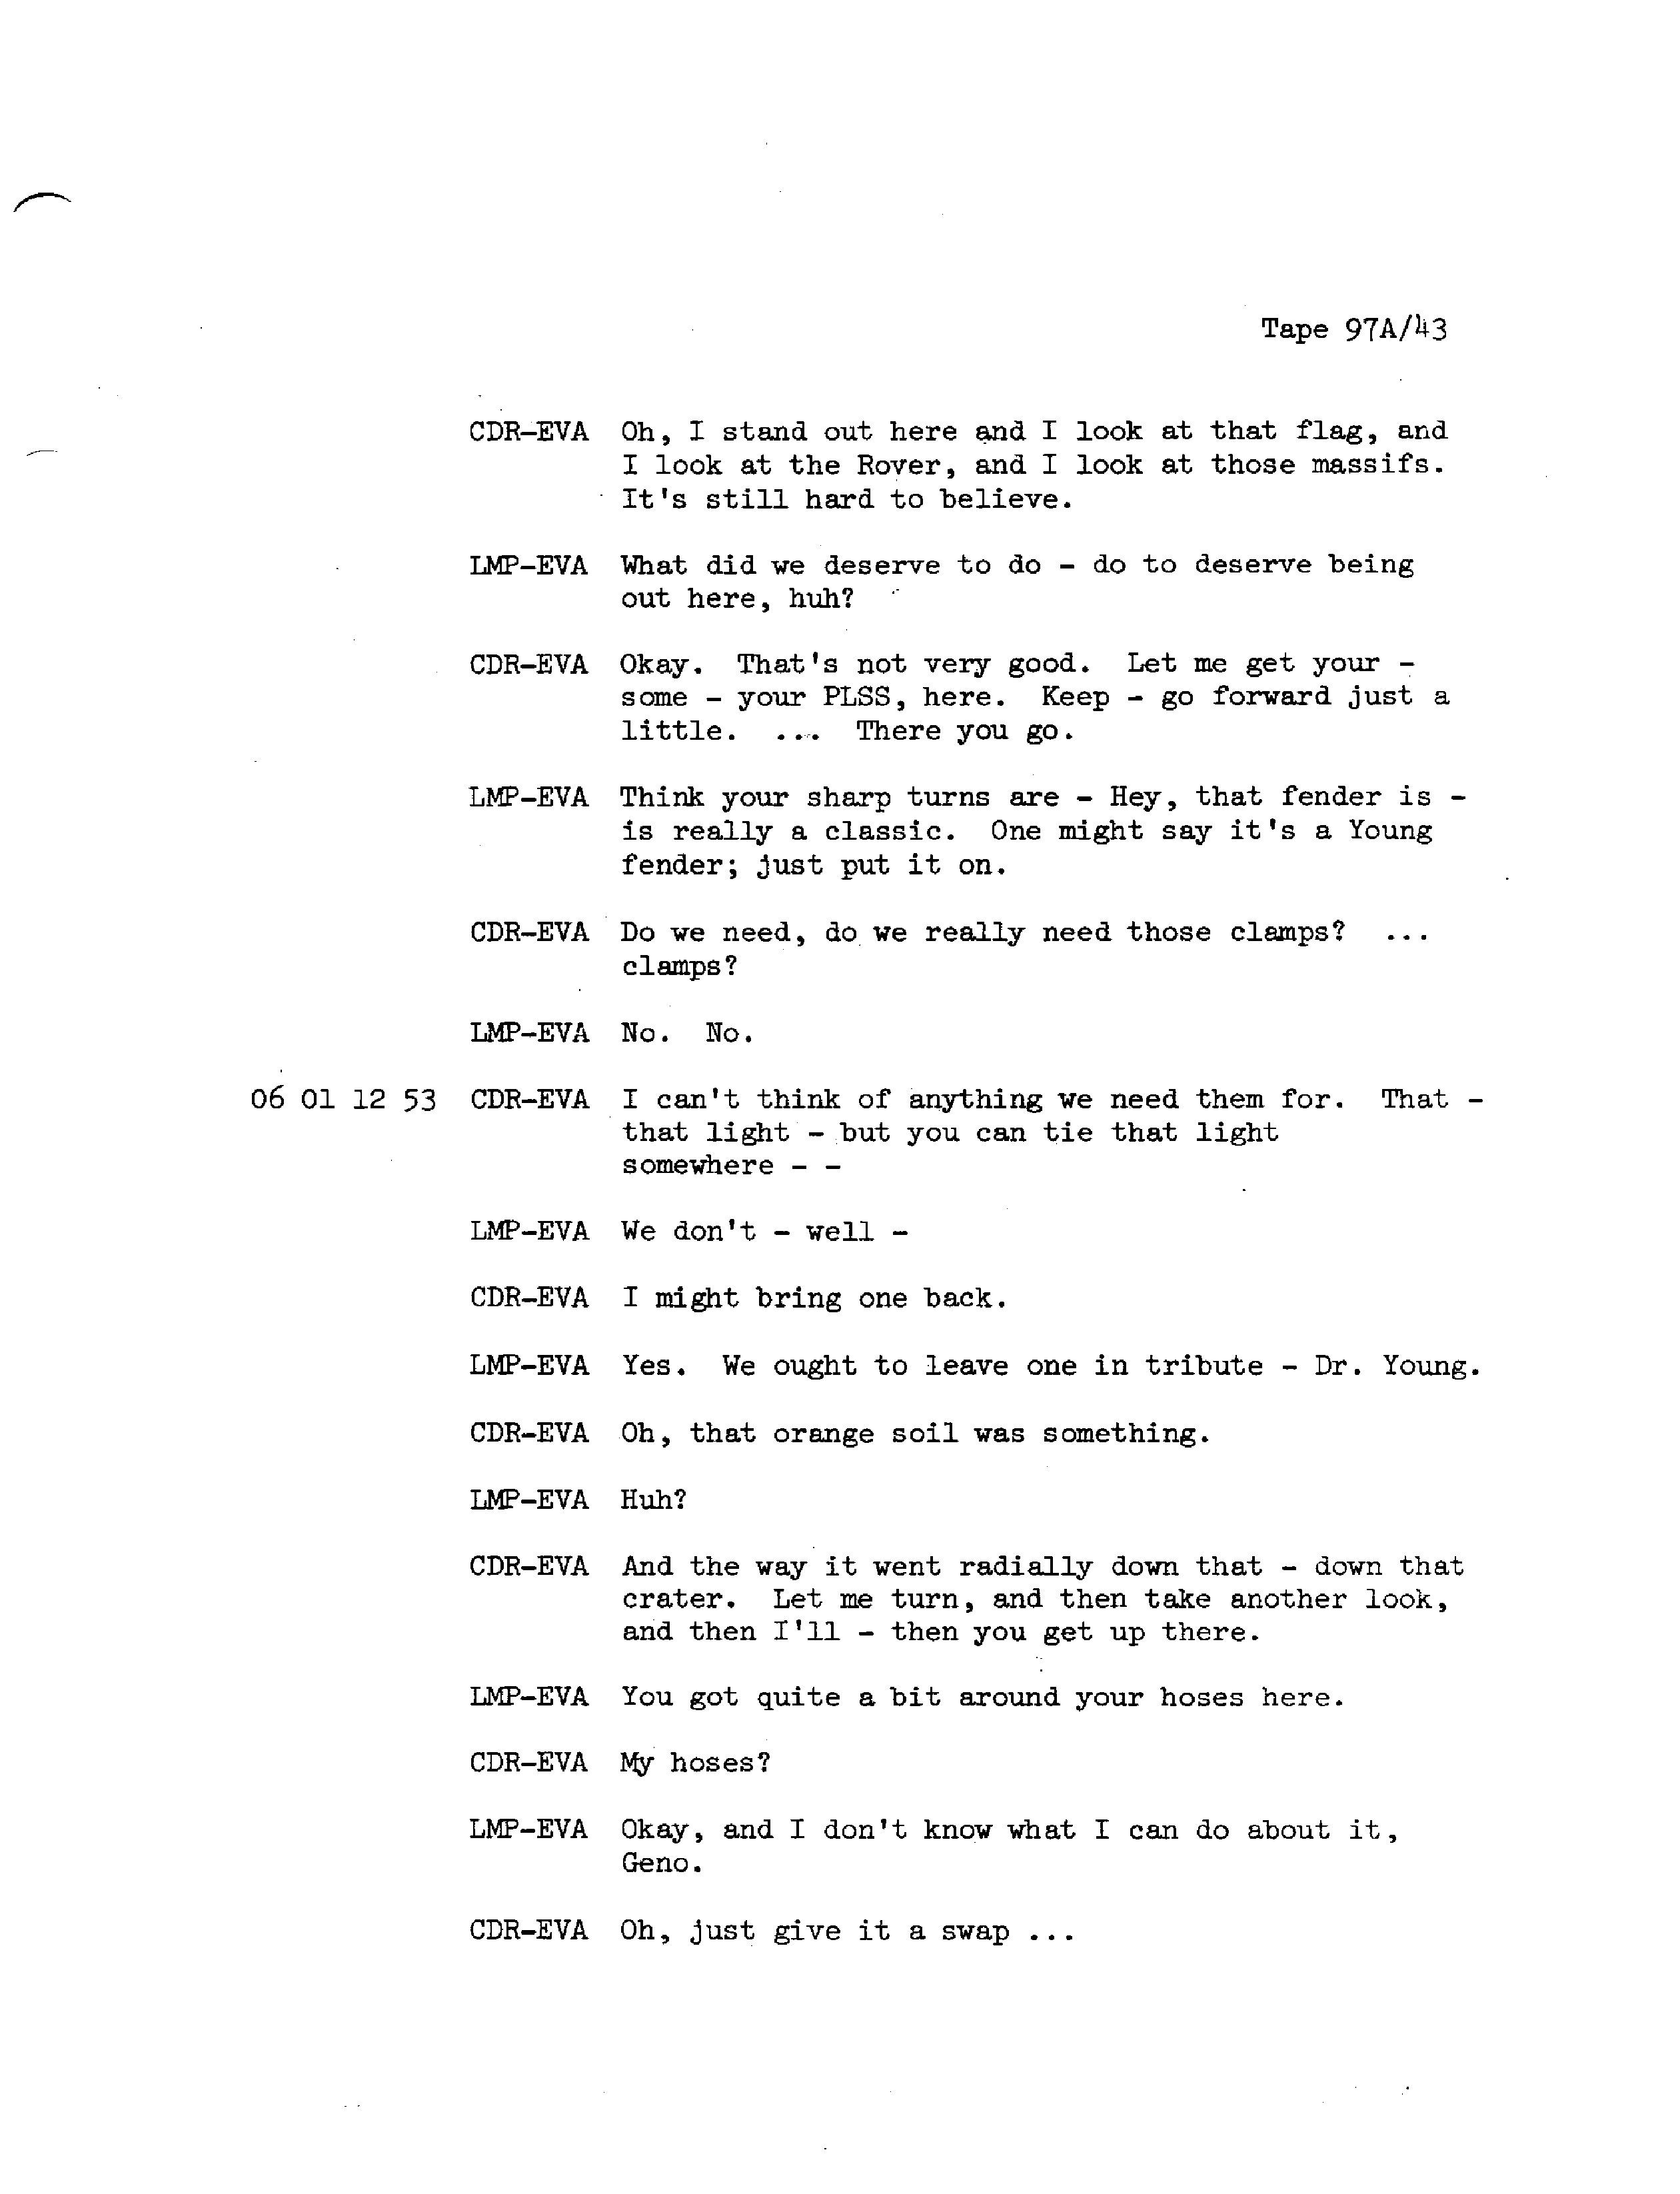 Tape 97A/43
CDR-EVA Oh, I stand out here and I look at that flag, and
I look at the Rover, and I look at those massifs.
It's still hard to believe.
LMP-EVA What did we deserve to do - do to deserve being
out here, huh?
CDR-EVA Okay. That's not very good. Let me get your -
some - your PLSS, here. Keep - go forward just a
little. ... There you go.
LMP-EVA Think your sharp turns are - Hey, that fender is -
is really a classic. One might say it's a Young
fender; just put it on.
CDR-EVA Do we need, do we really need those clamps? ...
clamps?
LMP-EVA No. No.
06 01 12 53 CDR-EVA I can't think of anything we need them for. That -
that light - but you can tie that light
somewhere - -
LMP-EVA We don't - well -
CDR-EVA I might bring one back.
LMP-EVA Yes. We ought to leave one in tribute - Dr. Young.
CDR-EVA Oh, that orange soil was something.
LMP-EVA Huh?
CDR-EVA And the way it went radially down that - down that
crater. Let me turn, and then take another look,
and then I'll - then you get up there.
LMP-EVA You got quite a bit around your hoses here.
CDR-EVA My hoses?
LMP-EVA Okay, and I don't know what I can do about it,
Geno.
CDR-EVA Oh, just give it a swap ...